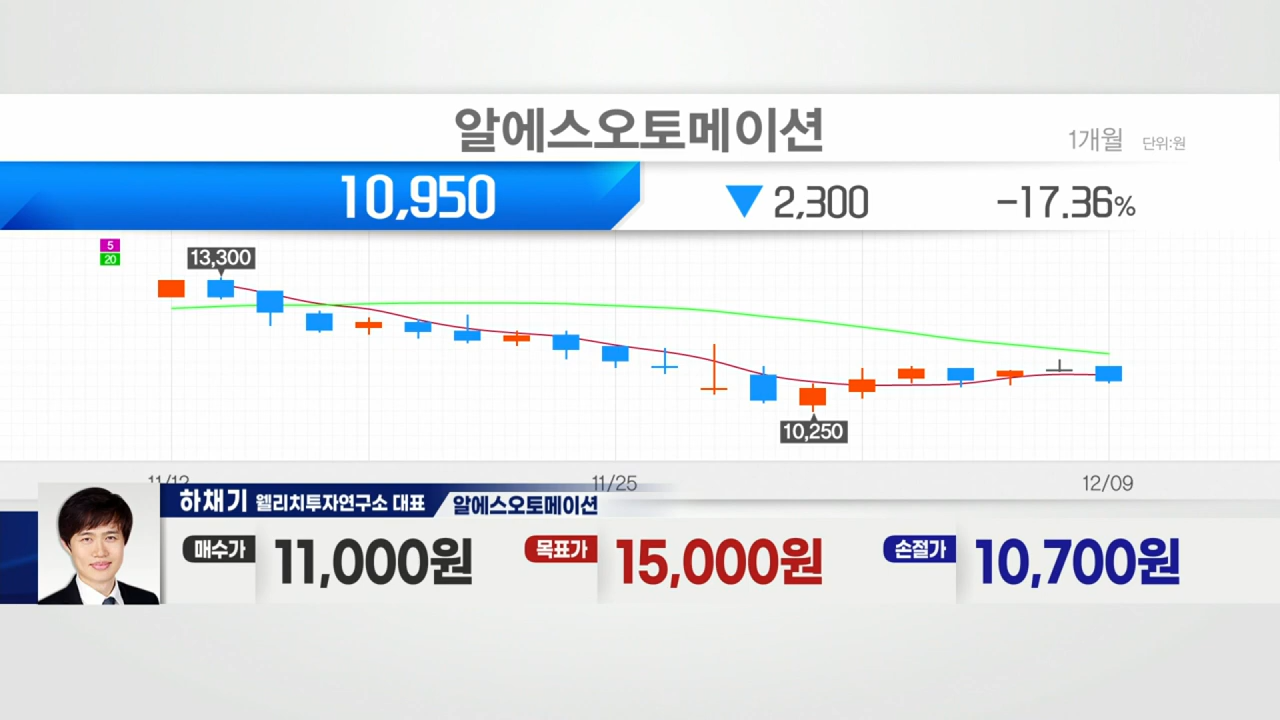 알에스오토메이션
1개월 단위:원
10,950 ▼ 2,300 -17.36%
5
20
13,300
10,250
11/12 11/25 12/09
하채기 웰리치투자연구소 대표 알에스오토메이션
매수가 11,000원 목표가 15,000원 손절가 10,700원